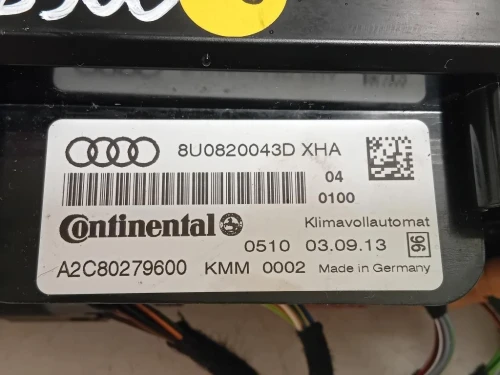 8U0820043D XHA
04
0100
Continental
Klimavollautomat
0510 03.09.13 96
A2C80279600 KMM 0002 Made in Germany